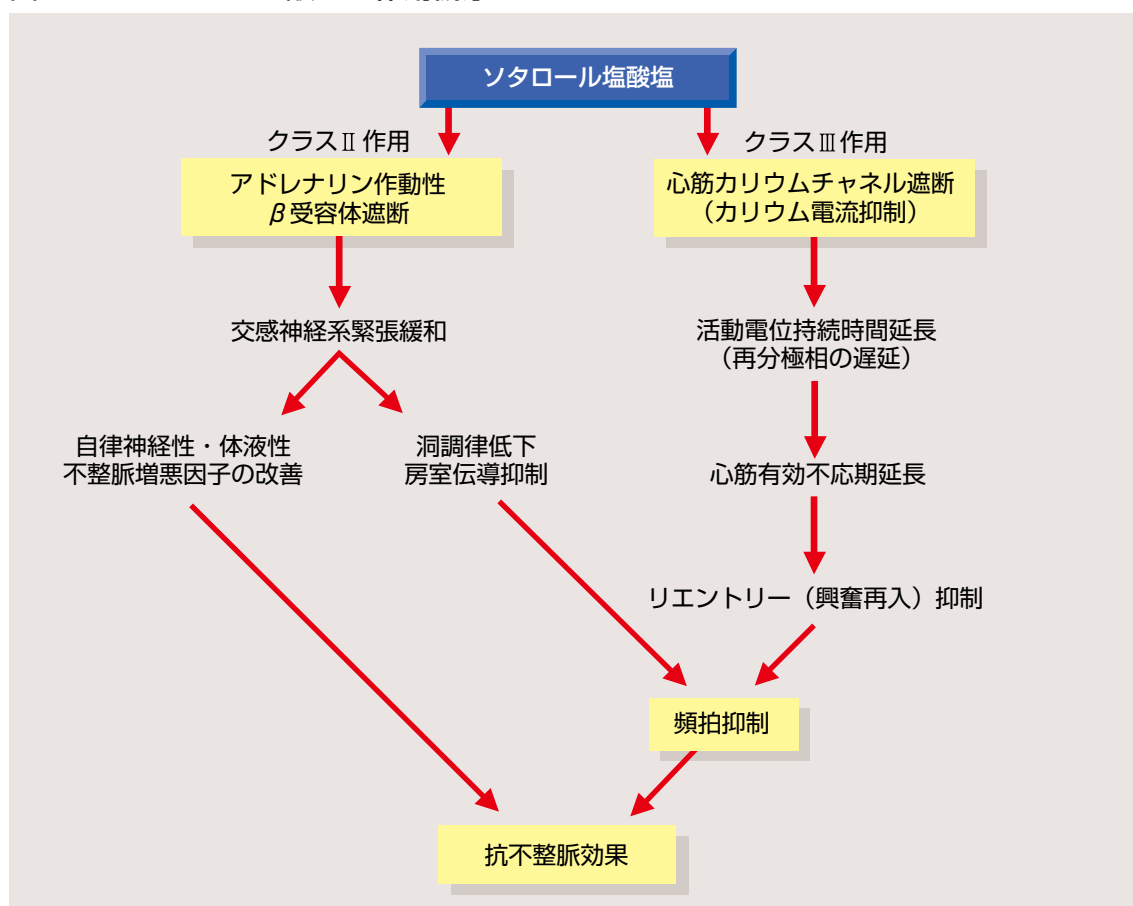 ソタロール塩酸塩
クラスⅡ 作用
クラスⅢ作用
アドレナリン作動性
β受容体遮断
心筋カリウムチャネル遮断
（カリウム電流抑制）
交感神経系緊張緩和
活動電位持続時間延長
（再分極相の遅延）
自律神経性・体液性
不整脈増悪因子の改善
洞調律低下
房室伝導抑制
心筋有効不応期延長
リエントリー（興奮再入）抑制
頻拍抑制
抗不整脈効果